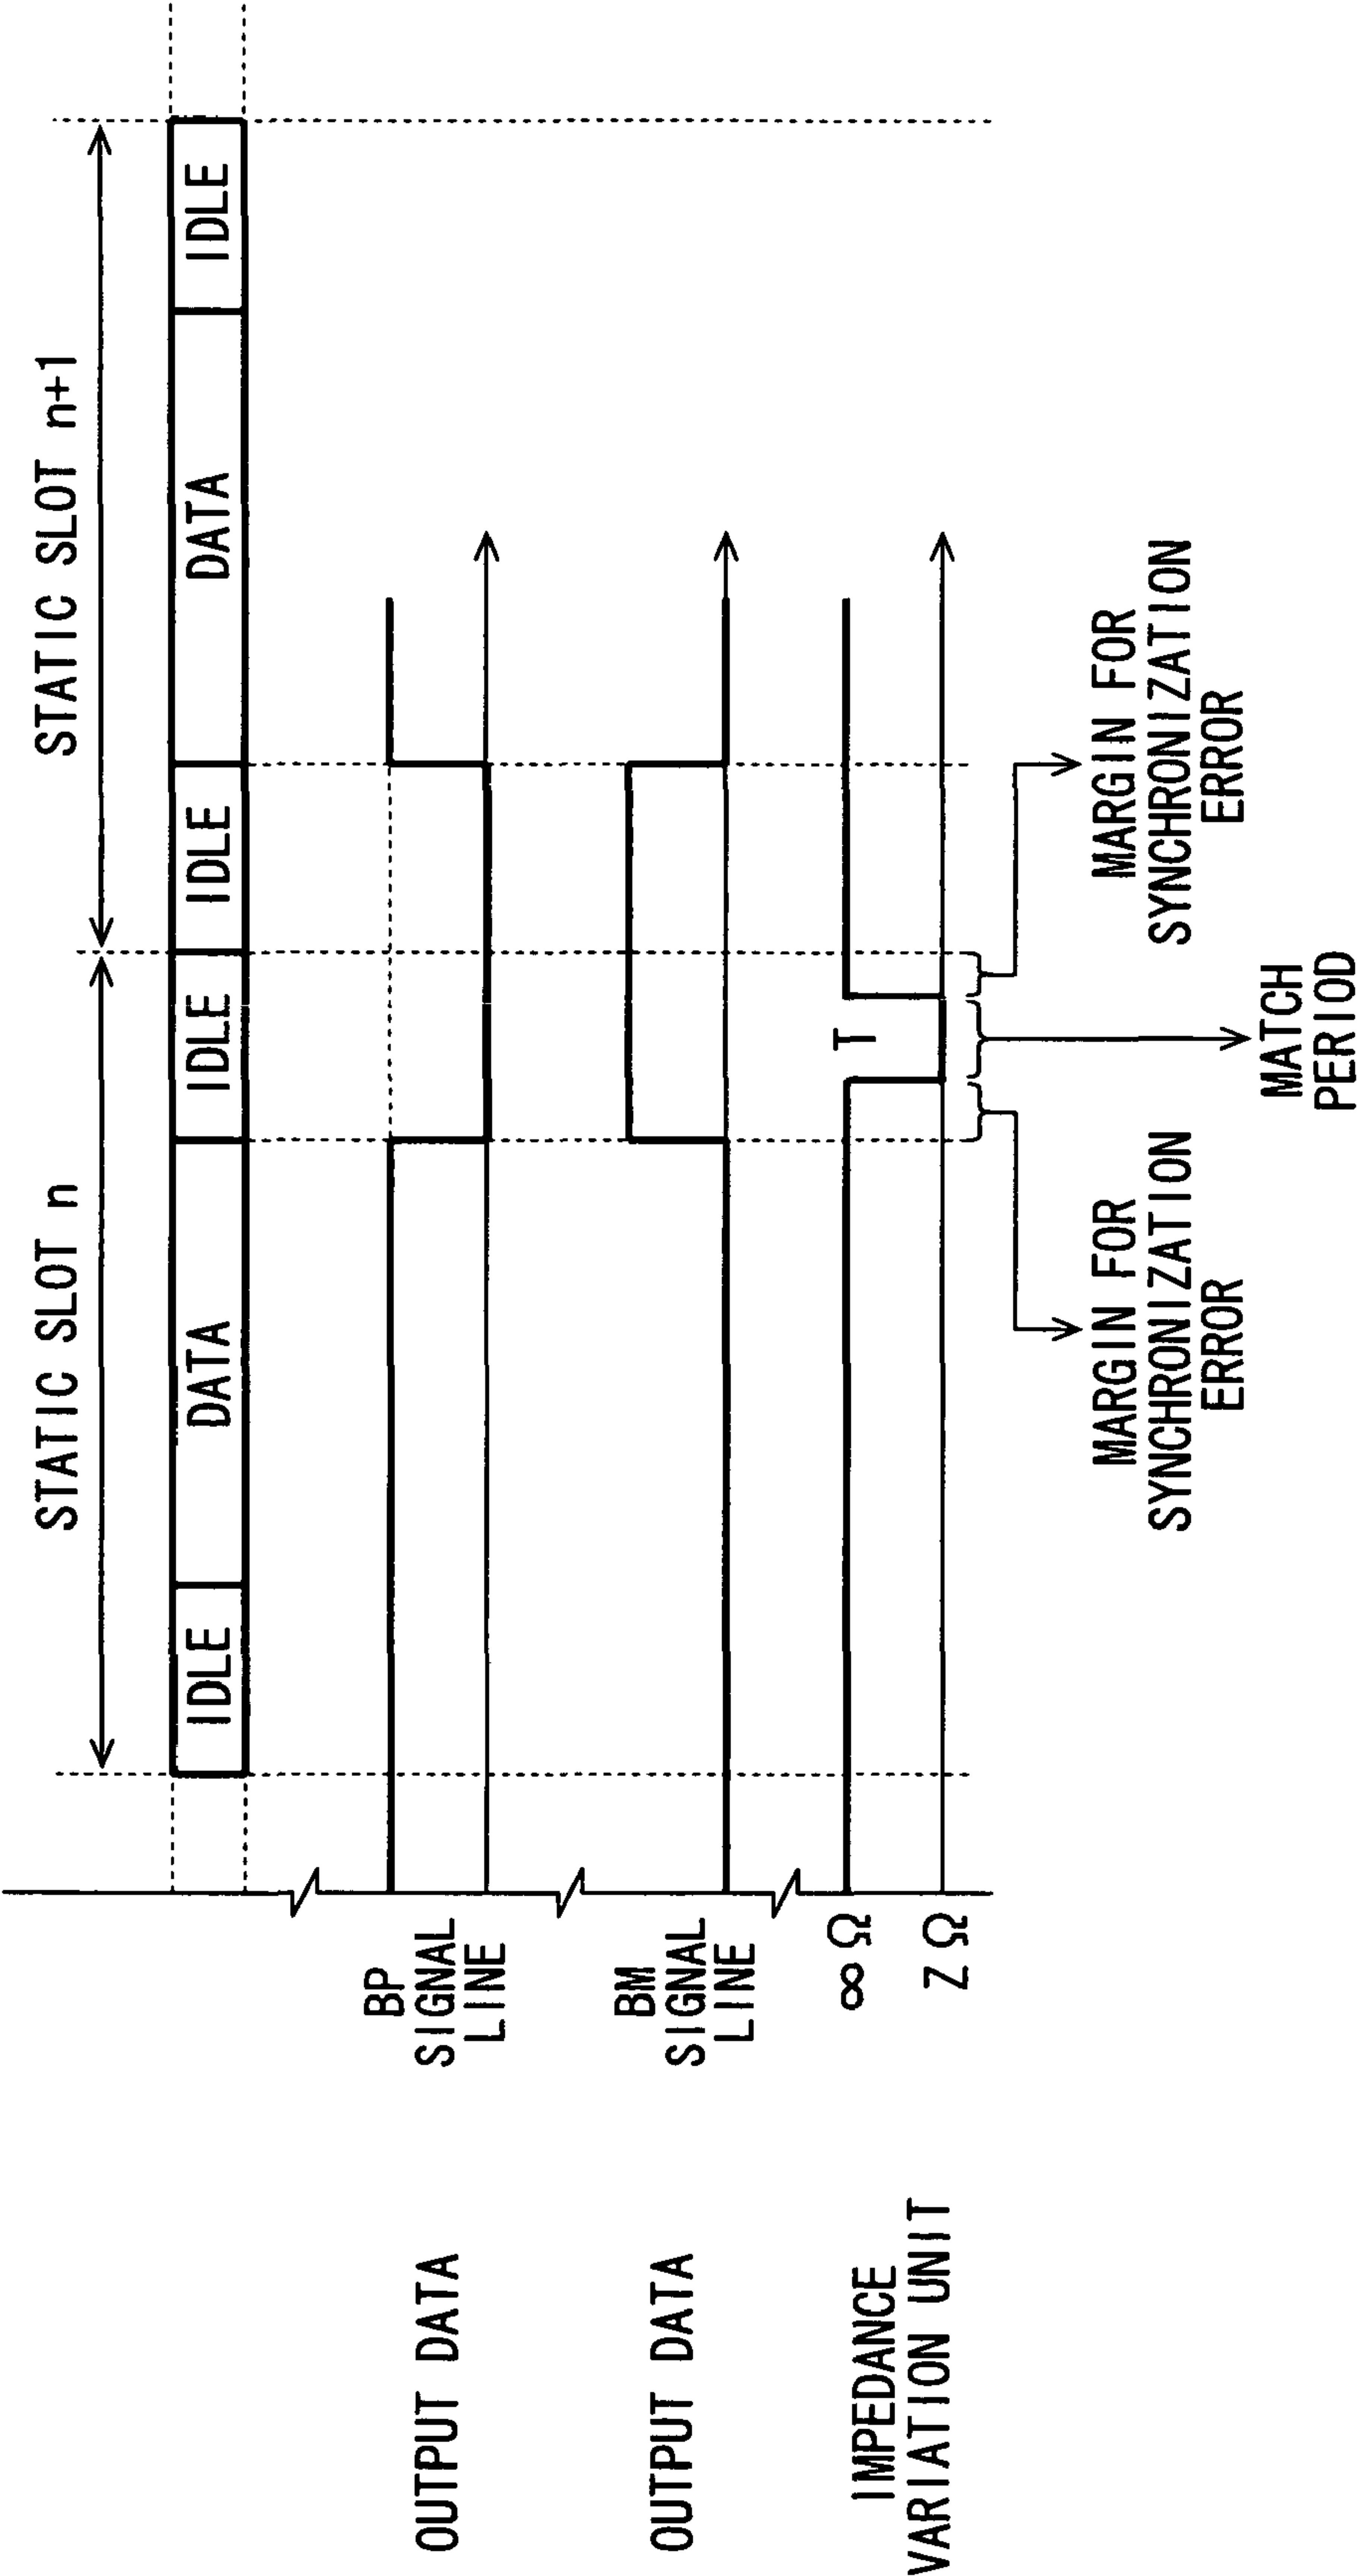 STATIC SLOT n
STATIC SLOT n+1
IDLE
DATA
IDLE
IDLE
DATA
IDLE
OUTPUT DATA
BP
SIGNAL
LINE
OUTPUT DATA
BM
SIGNAL
LINE
IMPEDANCE
VARIATION UNIT
∞ Ω
Z Ω
T
MARGIN FOR
SYNCHRONIZATION
ERROR
MATCH
PERIOD
MARGIN FOR
SYNCHRONIZATION
ERROR